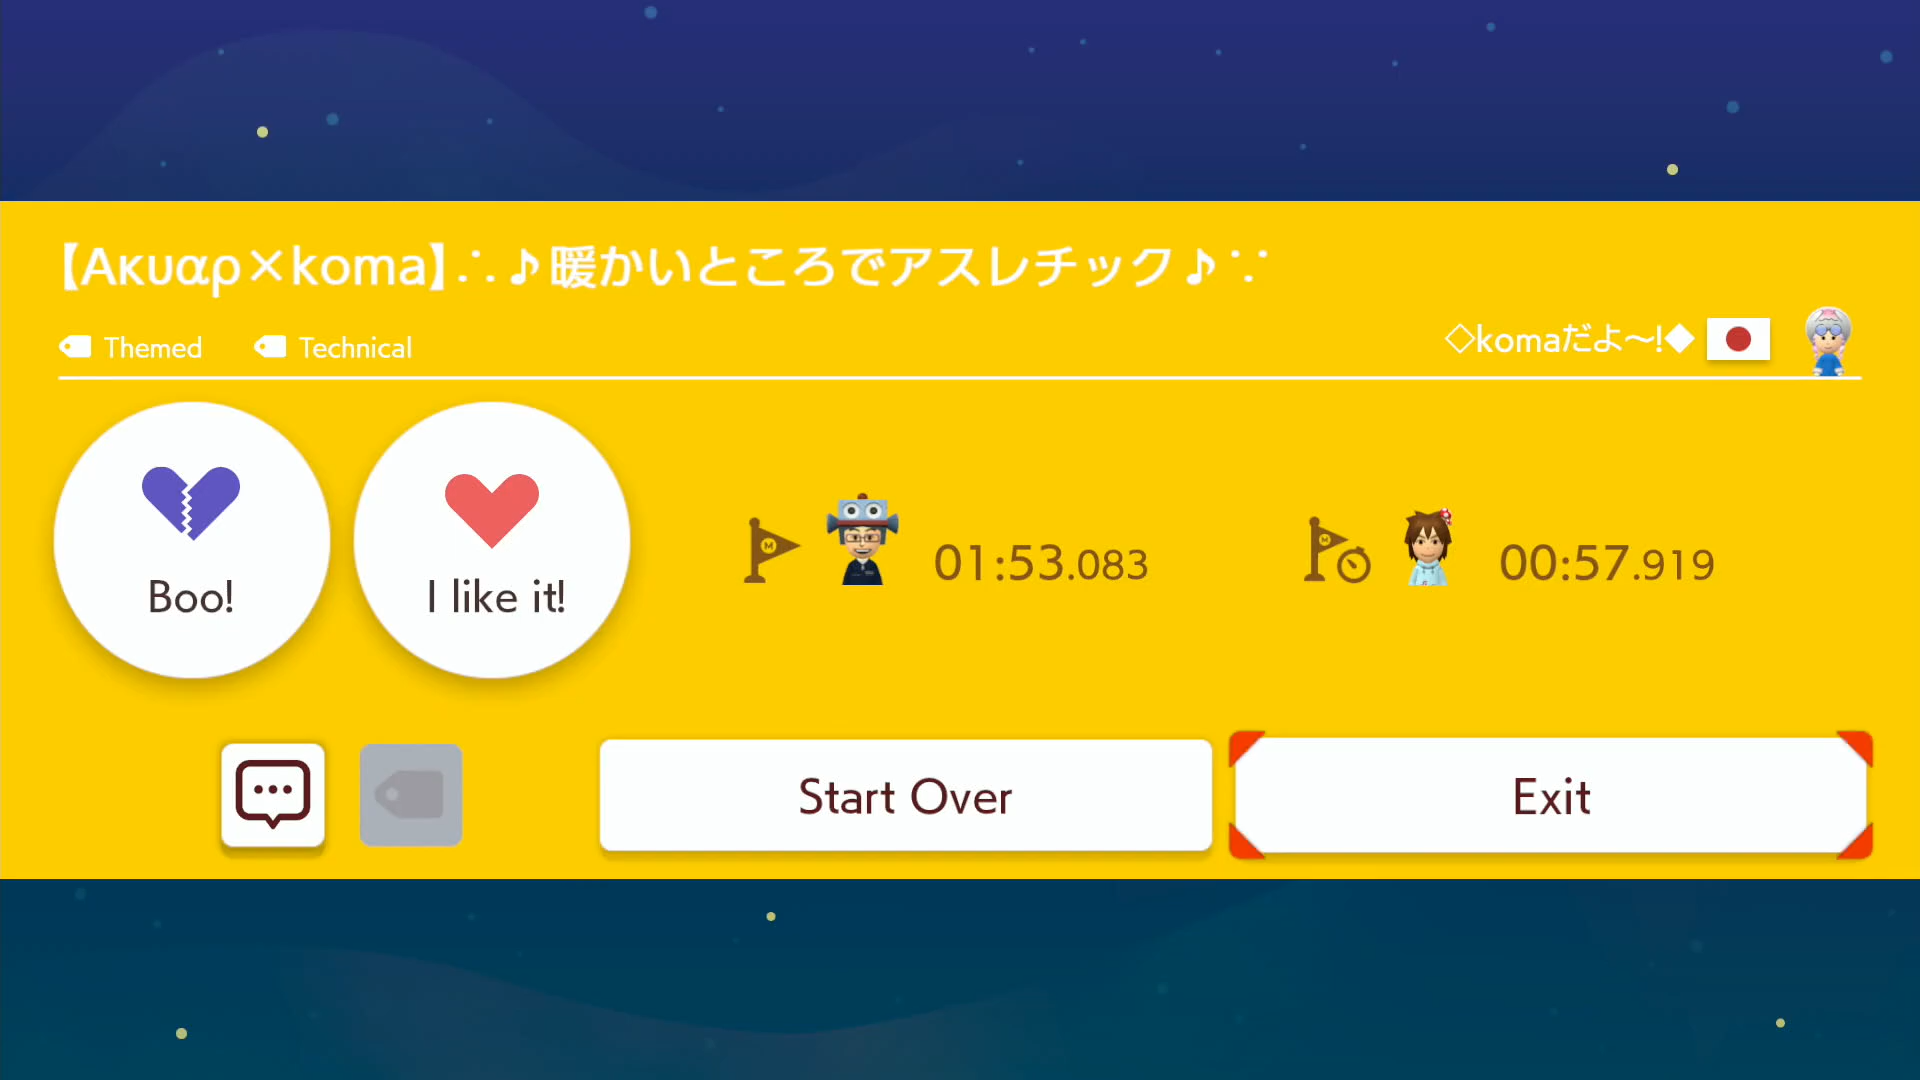 【Ακυαρ×koma】∴♪暖かいところでアスレチック♪∵
Themed Technical
◇komaだよ～!◆
Boo!
I like it!
M 01:53.083
M 00:57.919
Start Over
Exit